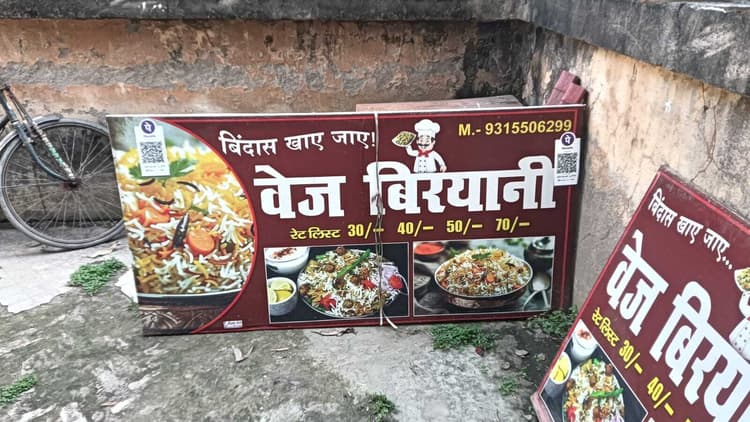 बिंदास खाए जाए!
M.- 9315506299
वेज बिरयानी
रेट लिस्ट 30/- 40/- 50/- 70/-
बिंदास खाए जाए...
वेज बिरया
रेट लिस्ट 30/- 40/-